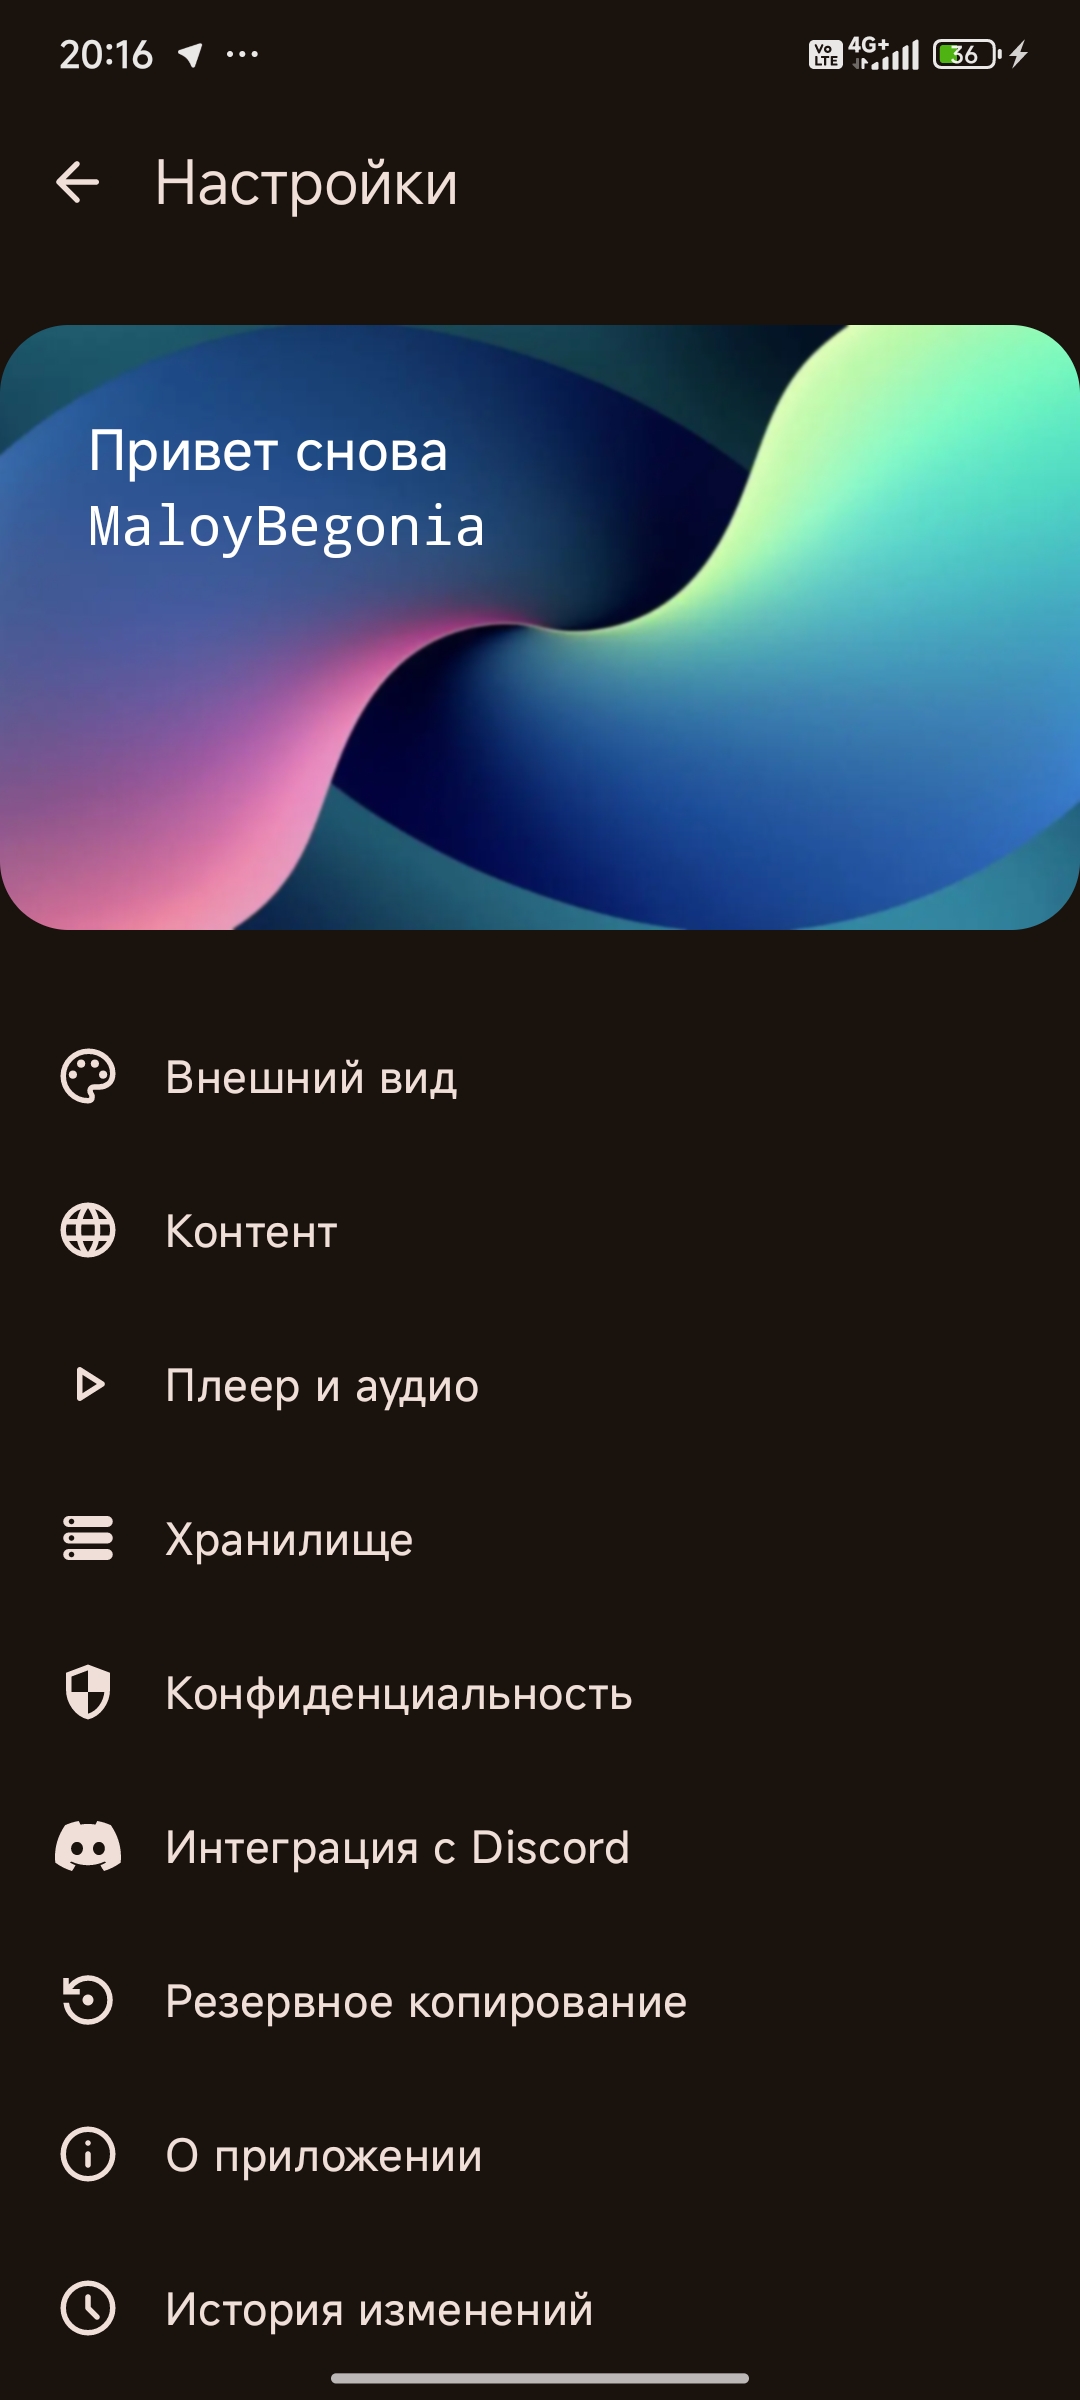 20:16
Vo LTE 4G+ 36
Настройки
Привет снова
MaloyBegonia
Внешний вид
Контент
Плеер и аудио
Хранилище
Конфиденциальность
Интеграция с Discord
Резервное копирование
О приложении
История изменений